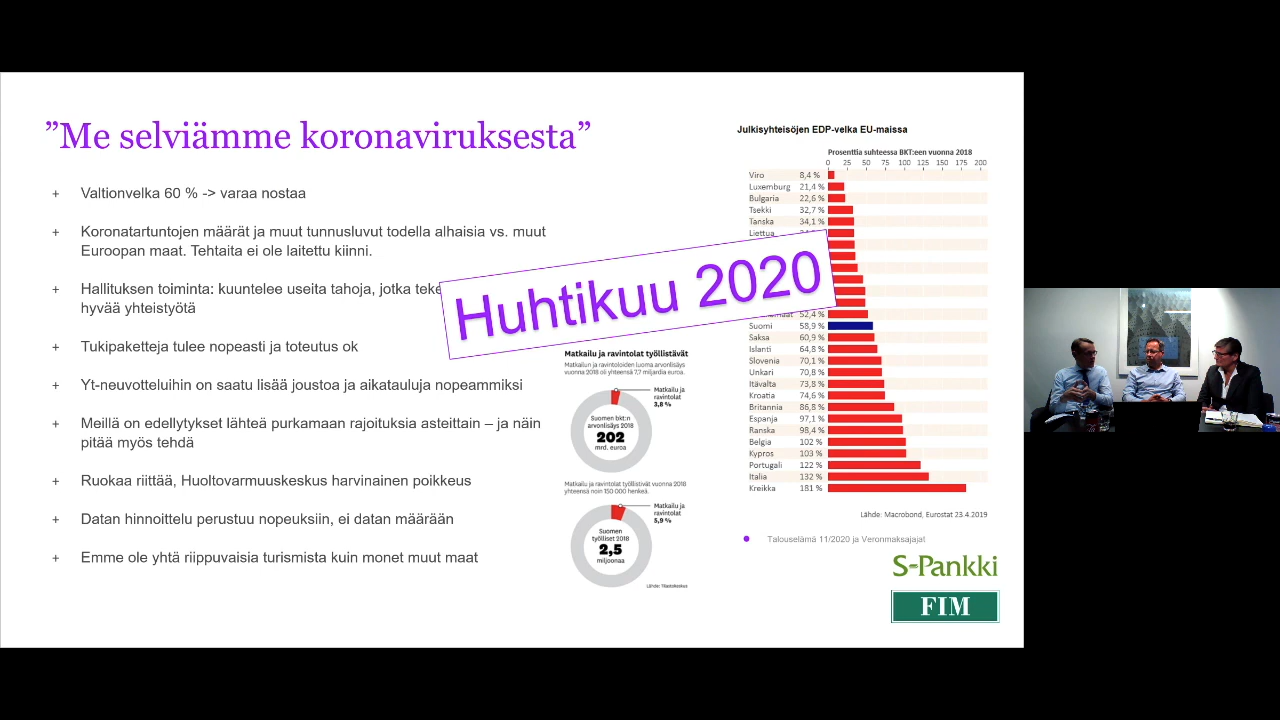 ”Me selviämme koronaviruksesta”
+ Valtionvelka 60 % -> varaa nostaa
+ Koronatartuntojen määrät ja muut tunnusluvut todella alhaisia vs. muut
Euroopan maat. Tehtaita ei ole laitettu kiinni.
+ Hallituksen toiminta: kuuntelee useita tahoja, jotka
hyvää yhteistyötä
+ Tukipaketteja tulee nopeasti ja toteutus ok
+ Yt-neuvotteluihin on saatu lisää joustoa ja aikatauluja nopeammiksi
+ Meillä on edellytykset lähteä purkamaan rajoituksia asteittain – ja näin
pitää myös tehdä
+ Ruokaa riittää, Huoltovarmuuskeskus harvinainen poikkeus
+ Datan hinnoittelu perustuu nopeuksiin, ei datan määrään
+ Emme ole yhtä riippuvaisia turismista kuin monet muut maat
Huhtikuu 2020
Matkailu ja ravintolat työllistävät
Matkailun ja ravintoloiden luoma arvonlisäys
vuonna 2018 oli yhteensä 7,7 miljardia euroa.
Matkailu ja
ravintolat
3,8 %
Suomen bkt:n
arvonlisäys 2018
202
mrd. euroa
Matkailu ja ravintolat työllistivät vuonna 2018
yhteensä noin 150 000 henkeä.
Matkailu ja
ravintolat
5,9 %
Suomen
työlliset 2018
2,5
miljoonaa
Lähde: Tilastokeskus
Julkisyhteisöjen EDP-velka EU-maissa
Prosenttia suhteessa BKT:een vuonna 2018
0 25 50 75 100 125 150 175 200
Viro 8,4 %
Luxemburg 21,4 %
Bulgaria 22,6 %
Tsekki 32,7 %
Tanska 34,1 %
Liettua
52,4 %
Suomi 58,9 %
Saksa 60,9 %
Islanti 64,8 %
Slovenia 70,1 %
Unkari 70,8 %
Itävalta 73,8 %
Kroatia 74,6 %
Britannia 86,8 %
Espanja 97,1 %
Ranska 98,4 %
Belgia 102 %
Kypros 103 %
Portugali 122 %
Italia 132 %
Kreikka 181 %
Lähde: Macrobond, Eurostat 23.4.2019
Talouselämä 11/2020 ja Veronmaksajajat
S-Pankki
FIM